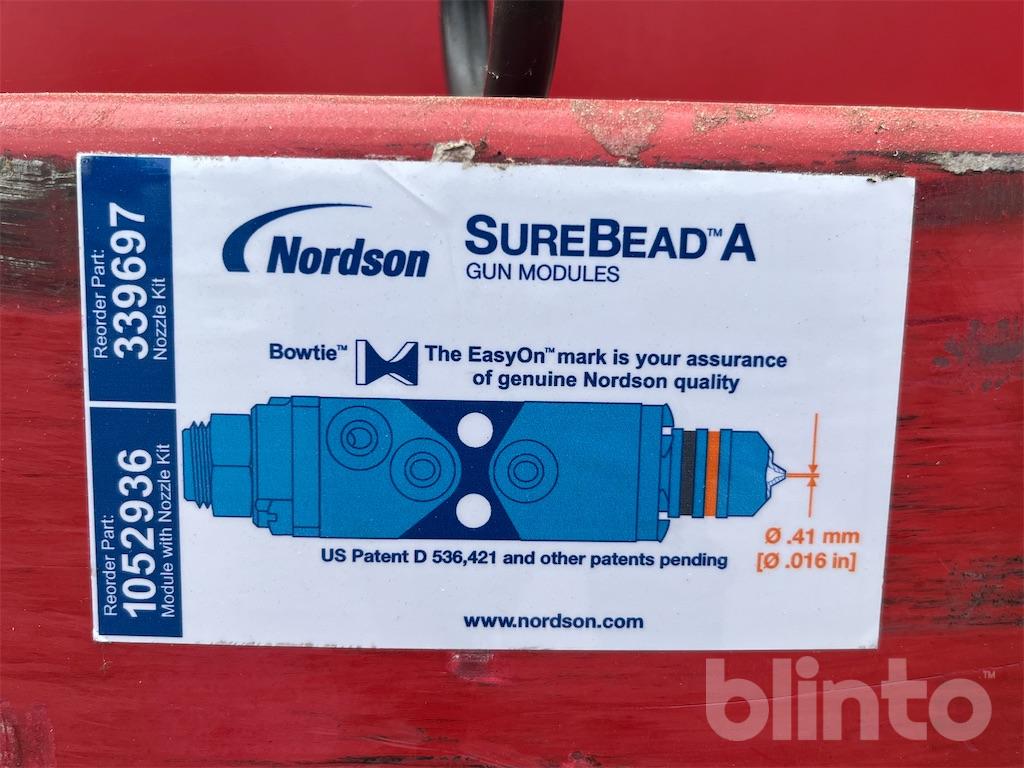 Reorder Part:
339697
Nozzle Kit
Reorder Part:
1052936
Module with Nozzle Kit
Nordson
SUREBEAD™ A
GUN MODULES
Bowtie™ The EasyOn™ mark is your assurance
of genuine Nordson quality
Ø .41 mm
[Ø .016 in]
US Patent D 536,421 and other patents pending
www.nordson.com
blinto™